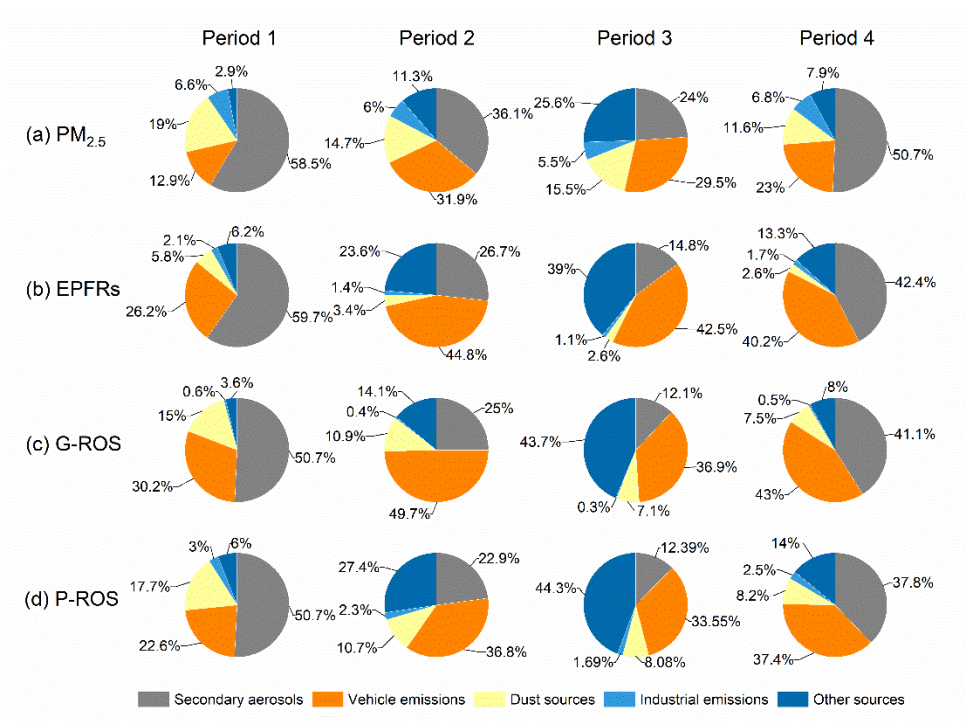 Period 1 Period 2 Period 3 Period 4
(a) PM2.5
2.9% 6.6% 19% 12.9% 58.5%
11.3% 6% 14.7% 31.9% 36.1%
25.6% 5.5% 15.5% 29.5% 24%
7.9% 6.8% 11.6% 23% 50.7%
(b) EPFRs
6.2% 2.1% 5.8% 26.2% 59.7%
23.6% 1.4% 3.4% 44.8% 26.7%
39% 1.1% 2.6% 42.5% 14.8%
13.3% 1.7% 2.6% 40.2% 42.4%
(c) G-ROS
3.6% 0.6% 15% 30.2% 50.7%
14.1% 0.4% 10.9% 49.7% 25%
43.7% 0.3% 7.1% 36.9% 12.1%
8% 0.5% 7.5% 43% 41.1%
(d) P-ROS
6% 3% 17.7% 22.6% 50.7%
27.4% 2.3% 10.7% 36.8% 22.9%
44.3% 1.69% 8.08% 33.55% 12.39%
14% 2.5% 8.2% 37.4% 37.8%
Secondary aerosols Vehicle emissions Dust sources Industrial emissions Other sources